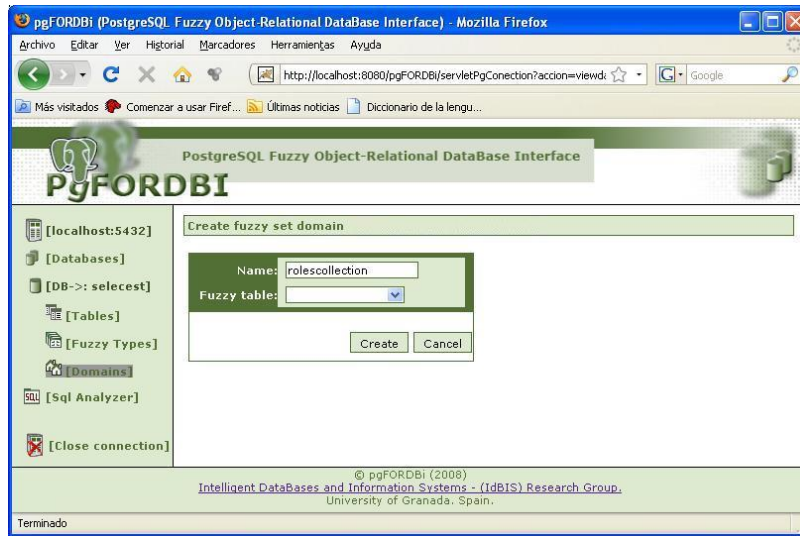 pgFORDBi (PostgreSQL Fuzzy Object-Relational DataBase Interface) - Mozilla Firefox
Archivo Editar Ver Historial Marcadores Herramientas Ayuda
http://localhost:8080/pgFORDBi/servletPgConection?accion=viewd
Google
Más visitados Comenzar a usar Firef... Últimas noticias Diccionario de la lengu...
PostgreSQL Fuzzy Object-Relational DataBase Interface
PgFORDBI
[localhost:5432]
[Databases]
[DB->: selecest]
[Tables]
[Fuzzy Types]
[Domains]
SQL [Sql Analyzer]
[Close connection]
Create fuzzy set domain
Name: rolescollection
Fuzzy table:
Create Cancel
© pgFORDBi (2008)
Intelligent DataBases and Information Systems - (IdBIS) Research Group.
University of Granada. Spain.
Terminado